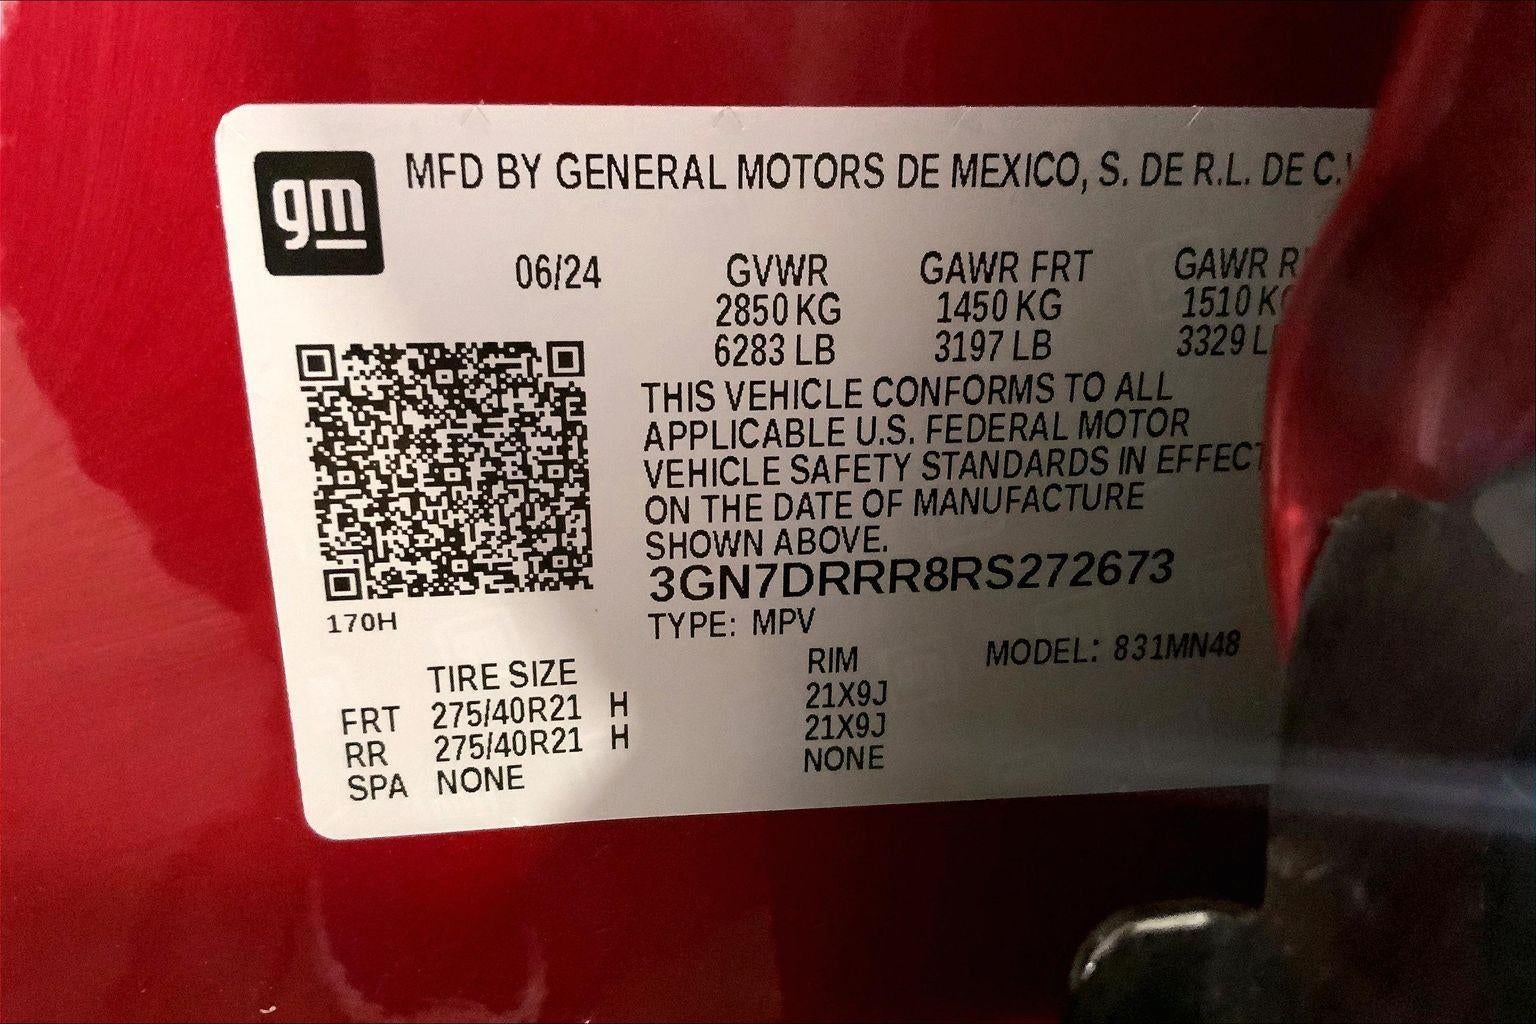 gm
MFD BY GENERAL MOTORS DE MEXICO, S. DE R.L. DE C.
06/24 GVWR GAWR FRT GAWR
2850 KG 1450 KG 1510
6283 LB 3197 LB 3329
THIS VEHICLE CONFORMS TO ALL
APPLICABLE U.S. FEDERAL MOTOR
VEHICLE SAFETY STANDARDS IN EFFECT
ON THE DATE OF MANUFACTURE
SHOWN ABOVE.
3GN7DRRR8RS272673
170H
TYPE: MPV
MODEL: 831MN48
TIRE SIZE RIM
FRT 275/40R21 H 21X9J
RR 275/40R21 H 21X9J
SPA NONE NONE